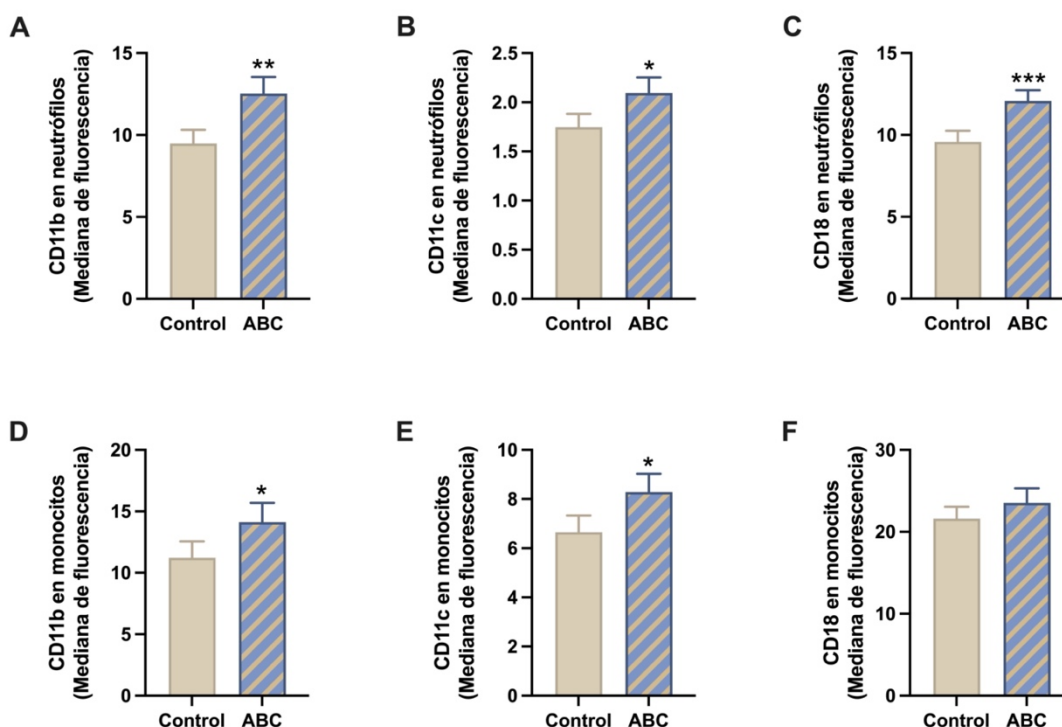 A
CD11b en neutrófilos
(Mediana de fluorescencia)
15
10
5
0
**
Control ABC
B
CD11c en neutrófilos
(Mediana de fluorescencia)
2.5
2.0
1.5
1.0
0.5
0.0
*
Control ABC
C
CD18 en neutrófilos
(Mediana de fluorescencia)
15
10
5
0
***
Control ABC
D
CD11b en monocitos
(Mediana de fluorescencia)
20
15
10
5
0
*
Control ABC
E
CD11c en monocitos
(Mediana de fluorescencia)
10
8
6
4
2
0
*
Control ABC
F
CD18 en monocitos
(Mediana de fluorescencia)
30
20
10
0
Control ABC